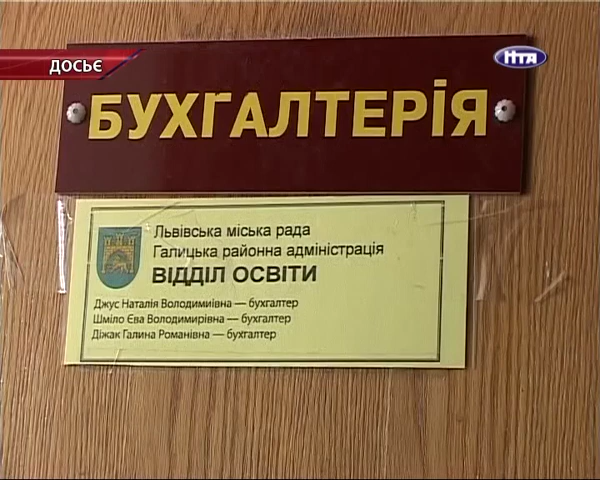 ДОСЬЄ
НТА
БУХГАЛТЕРІЯ
Львівська міська рада
Галицька районна адміністрація
ВІДДІЛ ОСВІТИ
Джус Наталія Володимиівна — бухгалтер
Шміло Єва Володимирівна — бухгалтер
Діжак Галина Романівна — бухгалтер